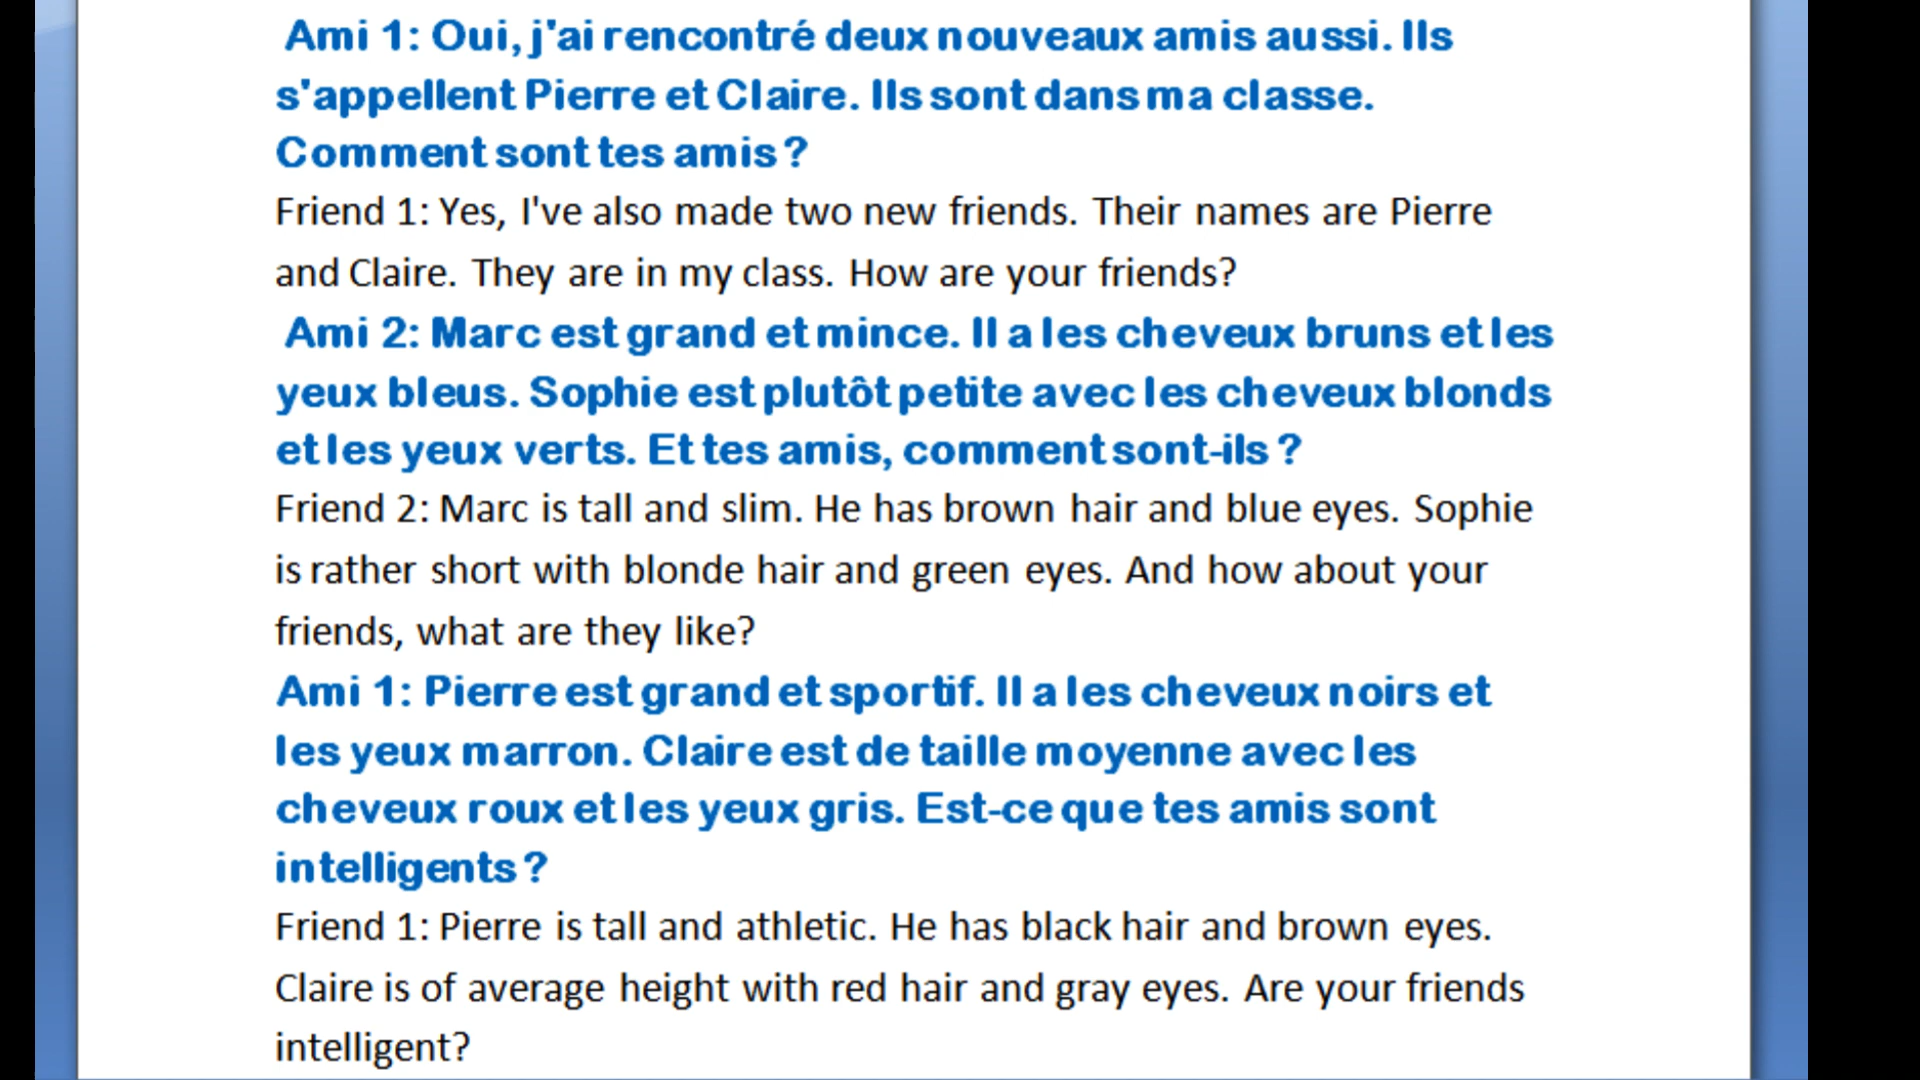 Ami 1: Oui, j'ai rencontré deux nouveaux amis aussi. Ils
s'appellent Pierre et Claire. Ils sont dans ma classe.
Comment sont tes amis ?
Friend 1: Yes, I've also made two new friends. Their names are Pierre
and Claire. They are in my class. How are your friends?
Ami 2: Marc est grand et mince. Il a les cheveux bruns et les
yeux bleus. Sophie est plutôt petite avec les cheveux blonds
et les yeux verts. Et tes amis, comment sont-ils ?
Friend 2: Marc is tall and slim. He has brown hair and blue eyes. Sophie
is rather short with blonde hair and green eyes. And how about your
friends, what are they like?
Ami 1: Pierre est grand et sportif. Il a les cheveux noirs et
les yeux marron. Claire est de taille moyenne avec les
cheveux roux et les yeux gris. Est-ce que tes amis sont
intelligents ?
Friend 1: Pierre is tall and athletic. He has black hair and brown eyes.
Claire is of average height with red hair and gray eyes. Are your friends
intelligent?